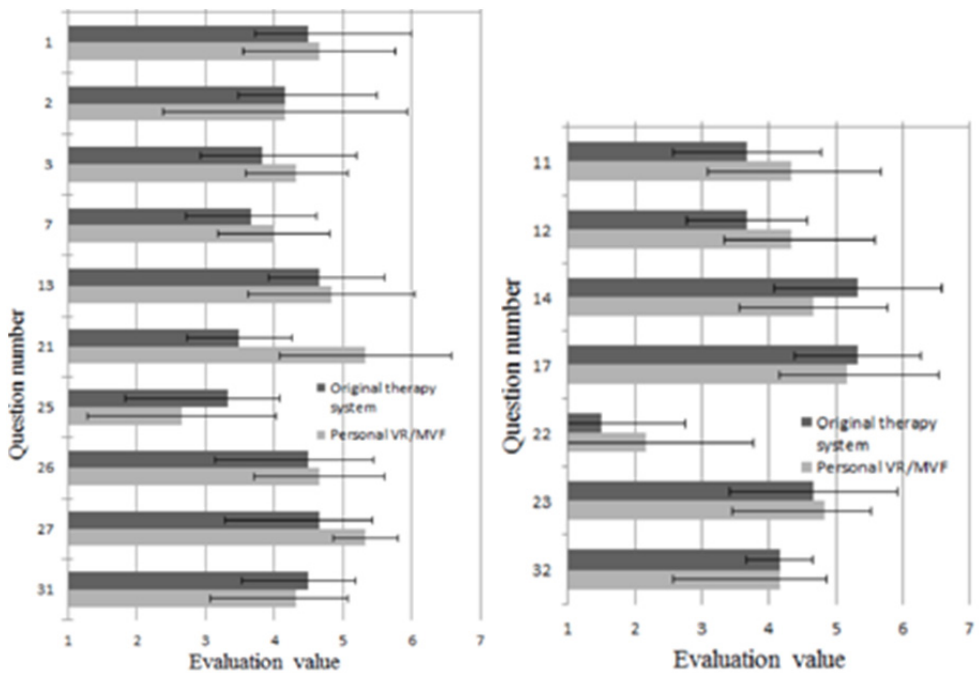 Question number
1
2
3
7
13
21
25
26
27
31
Original therapy
system
Personal VR/MVF
1 2 3 4 5 6 7
Evaluation value
Question number
11
12
14
17
22
23
32
Original therapy
system
Personal VR/MVF
1 2 3 4 5 6 7
Evaluation value